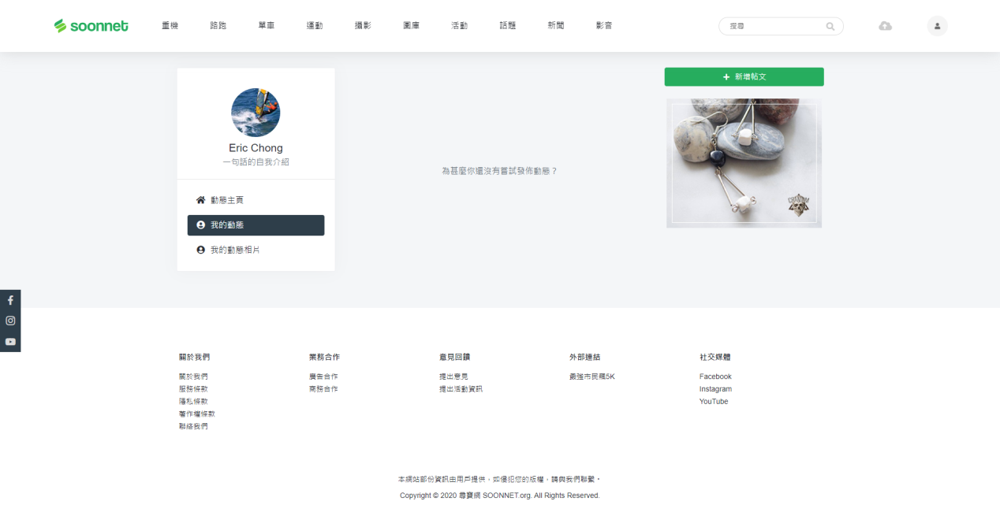 soonnet
重機
路跑
單車
運動
攝影
圖庫
活動
話題
新聞
影音
搜尋
Eric Chong
一句話的自我介紹
動態主頁
我的動態
我的動態相片
為甚麼你還沒有嘗試發佈動態？
新增帖文
關於我們
關於我們
服務條款
隱私條款
著作權條款
聯絡我們
業務合作
廣告合作
商務合作
意見回饋
提出意見
提出活動資訊
外部連結
最強市民瘋5K
社交媒體
Facebook
Instagram
YouTube
本網站部份資訊由用戶提供，如侵犯您的版權，請與我們聯繫。
Copyright © 2020 尋寶網 SOONNET.org. All Rights Reserved.